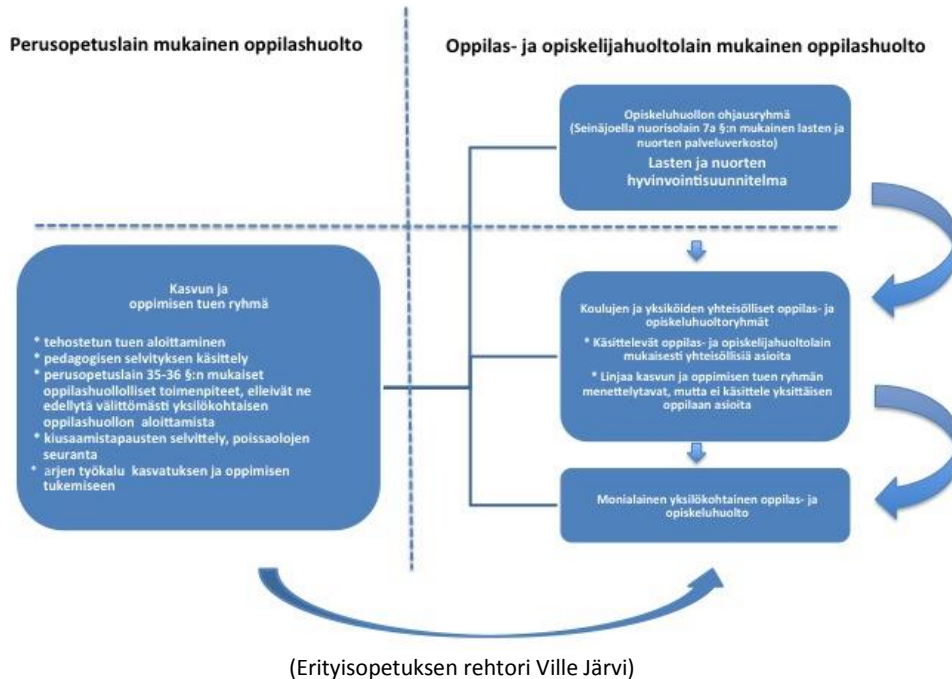 Perusopetuslain mukainen oppilashuolto
Oppilas- ja opiskelijahuoltolain mukainen oppilashuolto
Opiskeluhuollon ohjausryhmä
(Seinäjoella nuorisolain 7a §:n mukainen lasten ja
nuorten palveluverkosto)
Lasten ja nuorten
hyvinvointisuunnitelma
Kasvun ja
oppimisen tuen ryhmä
* tehostetun tuen aloittaminen
* pedagogisen selvityksen käsittely
* perusopetuslain 35-36 §:n mukaiset
oppilashuollolliset toimenpiteet, elleivät ne
edellytä välittömästi yksilökohtaisen
oppilashuollon aloittamista
* kiusaamistapausten selvittely, poissaolojen
seuranta
* arjen työkalu kasvatuksen ja oppimisen
tukemiseen
Koulujen ja yksiköiden yhteisölliset oppilas- ja
opiskeluhuoltoryhmät
* Käsittelevät oppilas- ja opiskelijahuoltolain
mukaisesti yhteisöllisiä asioita
* Linjaa kasvun ja oppimisen tuen ryhmän
menettelytavat, mutta ei käsittele yksittäisen
oppilaan asioita
Monialainen yksilökohtainen oppilas- ja
opiskeluhuolto
(Erityisopetuksen rehtori Ville Järvi)